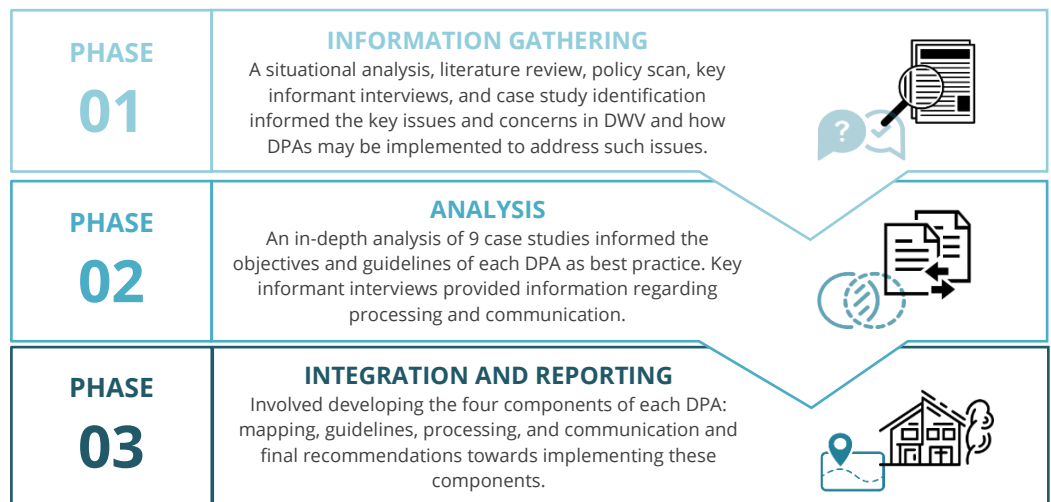 PHASE
01
INFORMATION GATHERING
A situational analysis, literature review, policy scan, key
informant interviews, and case study identification
informed the key issues and concerns in DWV and how
DPAs may be implemented to address such issues.
?
PHASE
02
ANALYSIS
An in-depth analysis of 9 case studies informed the
objectives and guidelines of each DPA as best practice. Key
informant interviews provided information regarding
processing and communication.
PHASE
03
INTEGRATION AND REPORTING
Involved developing the four components of each DPA:
mapping, guidelines, processing, and communication and
final recommendations towards implementing these
components.